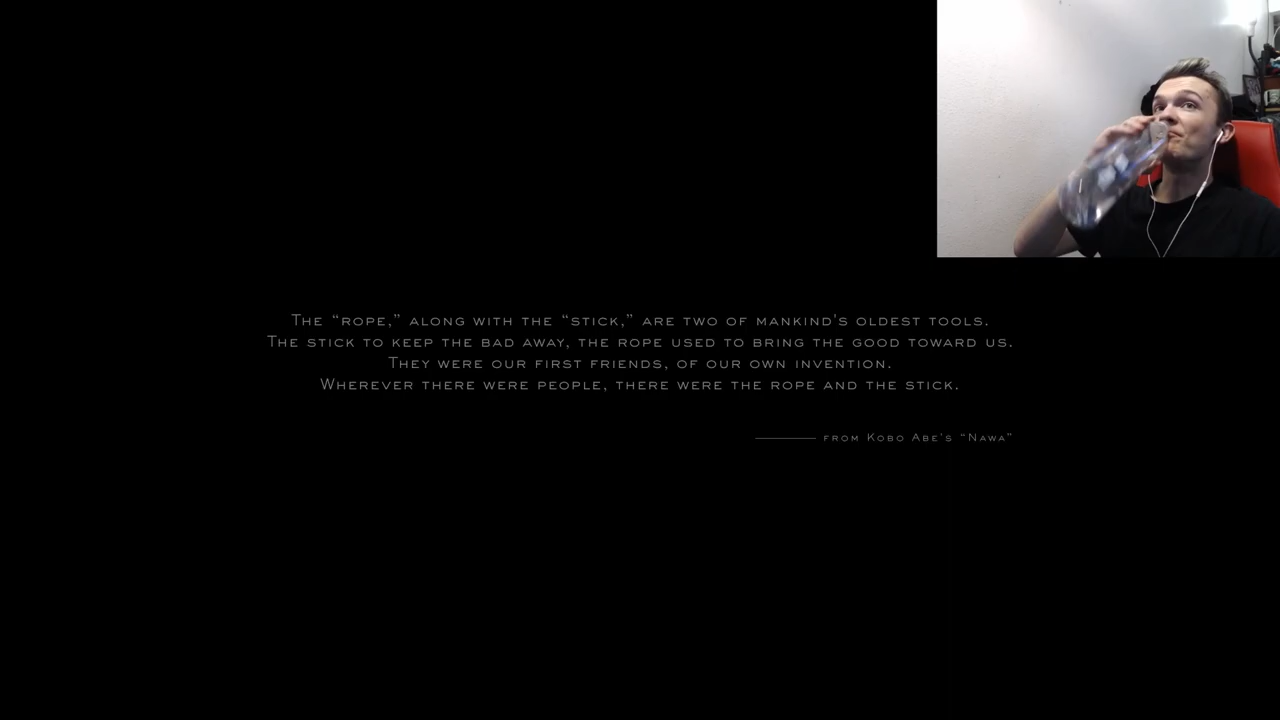 The “rope,” along with the “stick,” are two of mankind's oldest tools.
The stick to keep the bad away, the rope used to bring the good toward us.
They were our first friends, of our own invention.
Wherever there were people, there were the rope and the stick.
——— from Kobo Abe's “Nawa”